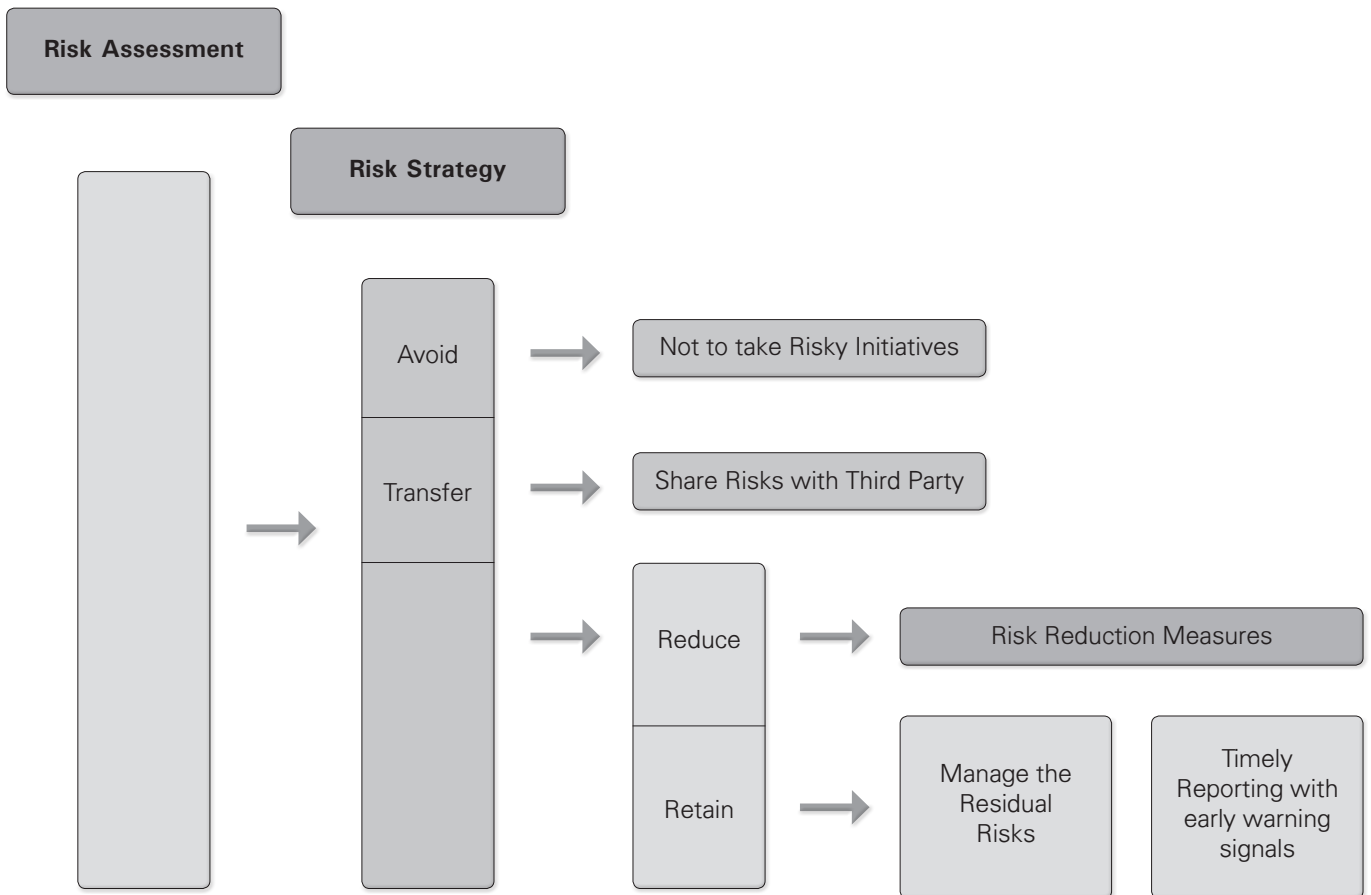 Risk Assessment
Risk Strategy
Avoid
Not to take Risky Initiatives
Transfer
Share Risks with Third Party
Reduce
Risk Reduction Measures
Retain
Manage the
Residual
Risks
Timely
Reporting with
early warning
signals